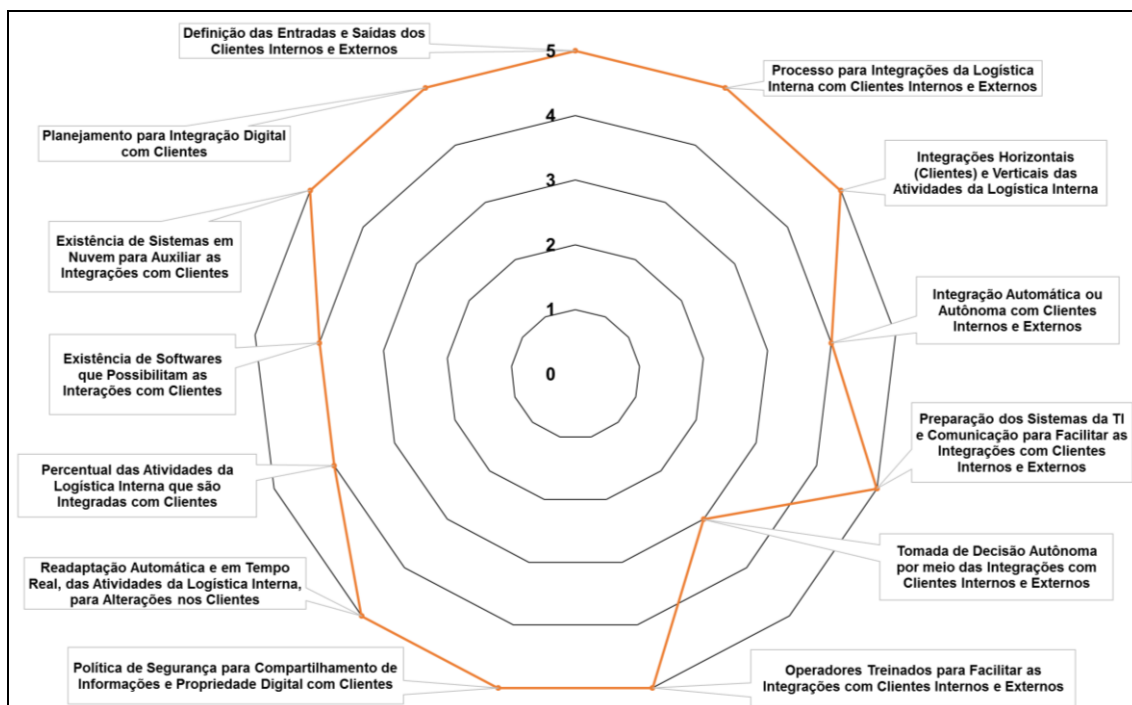 Definição das Entradas e Saídas dos
Clientes Internos e Externos
5
Processo para Integrações da Logística
Interna com Clientes Internos e Externos
Planejamento para Integração Digital
com Clientes
4
Integrações Horizontais
(Clientes) e Verticais das
Atividades da Logística Interna
3
Existência de Sistemas em
Nuvem para Auxiliar as
Integrações com Clientes
2
Integração Automática ou
Autônoma com Clientes
Internos e Externos
1
Existência de Softwares
que Possibilitam as
Interações com Clientes
0
Preparação dos Sistemas da TI
e Comunicação para Facilitar as
Integrações com Clientes
Internos e Externos
Percentual das Atividades da
Logística Interna que são
Integradas com Clientes
Tomada de Decisão Autônoma
por meio das Integrações com
Clientes Internos e Externos
Readaptação Automática e em Tempo
Real, das Atividades da Logística Interna,
para Alterações nos Clientes
Política de Segurança para Compartilhamento de
Informações e Propriedade Digital com Clientes
Operadores Treinados para Facilitar as
Integrações com Clientes Internos e Externos